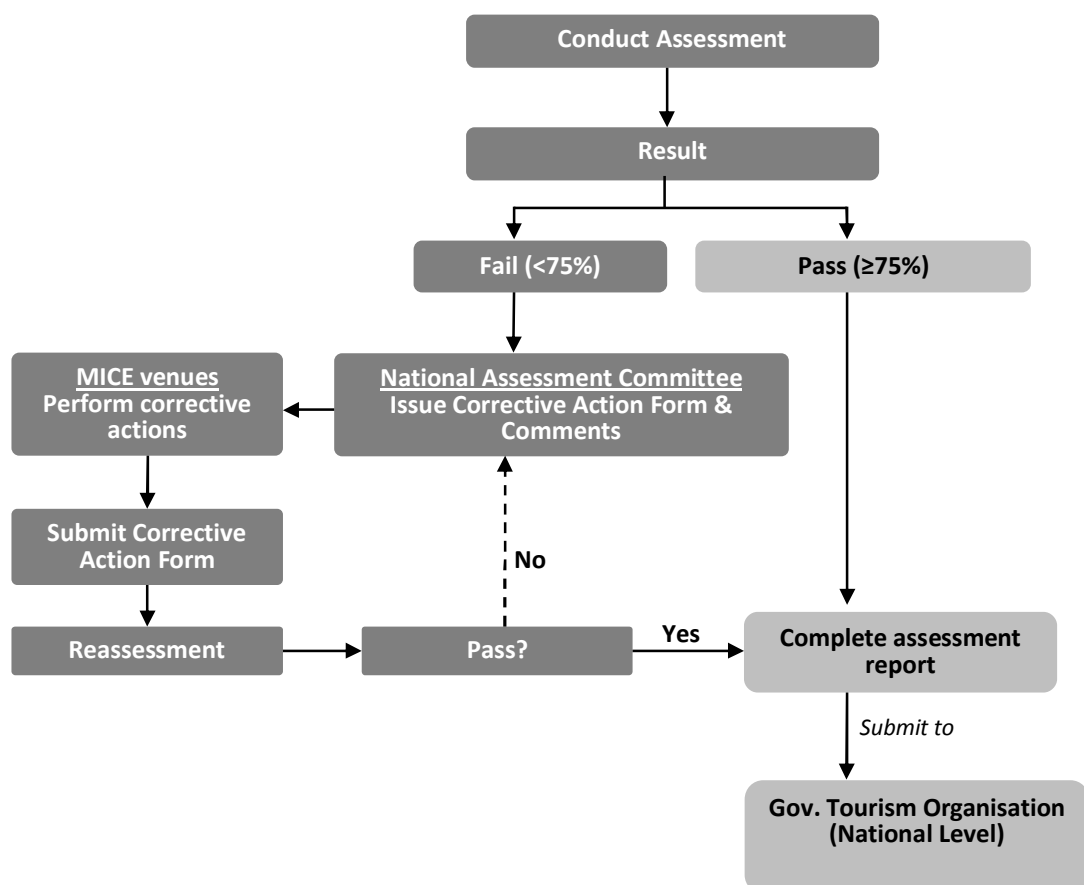 Conduct Assessment
Result
Fail (<75%)
Pass (≥75%)
MICE venues
Perform corrective
actions
National Assessment Committee
Issue Corrective Action Form &
Comments
Submit Corrective
Action Form
No
Reassessment
Pass?
Yes
Complete assessment
report
Submit to
Gov. Tourism Organisation
(National Level)